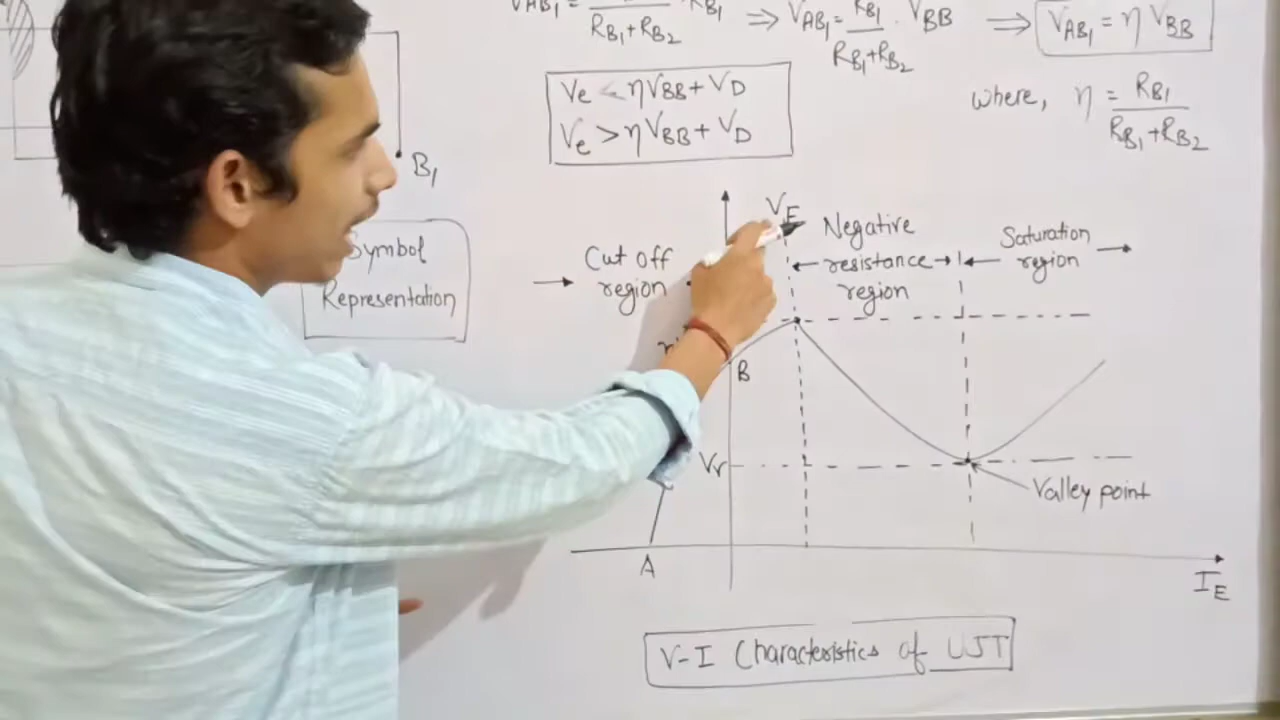 V_AB₁ = / R_B₁+R_B₂ · R_B₁ ⇒ V_AB₁ = R_B₁ / R_B₁+R_B₂ · V_BB ⇒ V_AB₁ = η V_BB
Ve < ηV_BB + V_D
Ve > ηV_BB + V_D
where, η = R_B₁ / R_B₁+R_B₂
B₁
Symbol
Representation
V_E
Cut off
region
Negative
resistance
region
Saturation
region
B
Vv
Valley point
A
I_E
V-I Characteristics of UJT